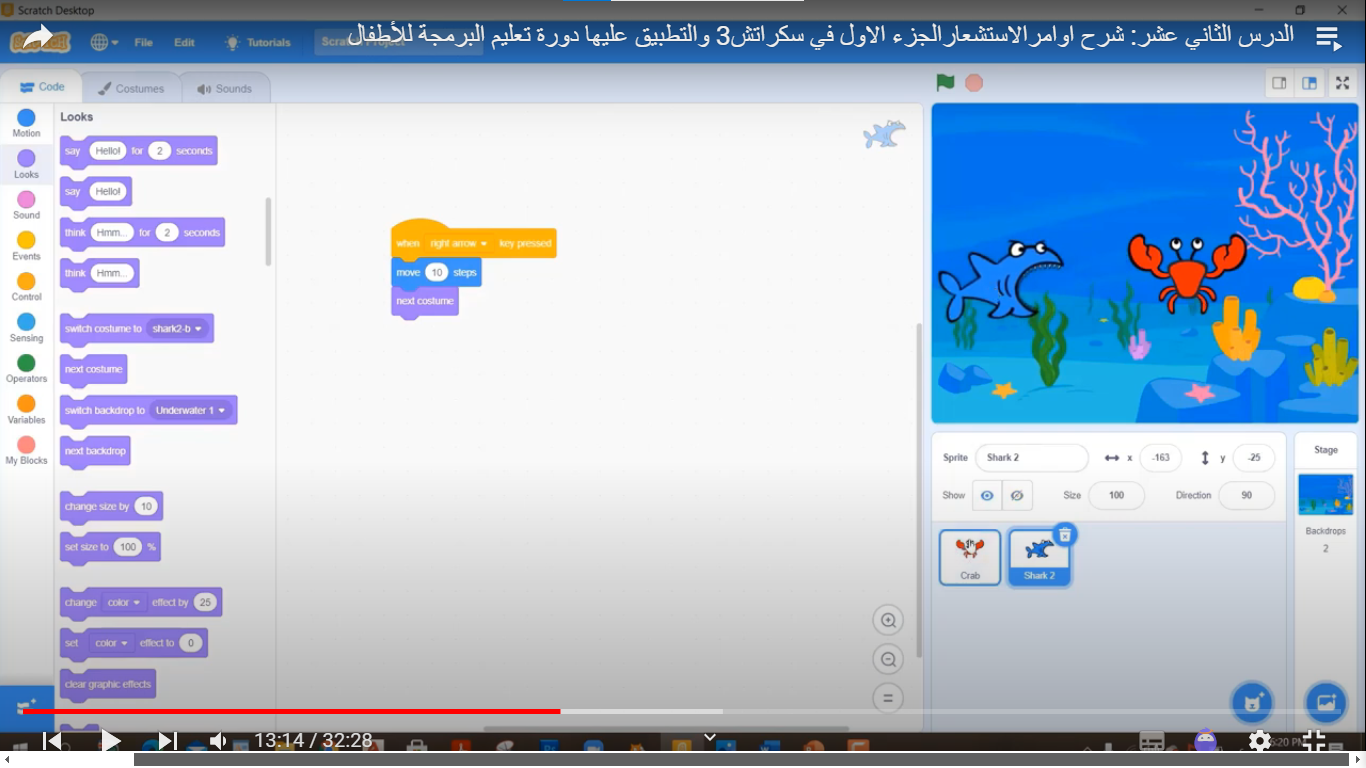 Scratch Desktop
الدرس الثاني عشر: شرح اوامرالاستشعارالجزء الاول في سكراتش3 والتطبيق عليها دورة تعليم البرمجة للأطفال
File Edit Tutorials
Code Costumes Sounds
Motion
Looks
Sound
Events
Control
Sensing
Operators
Variables
My Blocks
Looks
say Hello! for 2 seconds
say Hello!
think Hmm... for 2 seconds
think Hmm...
switch costume to shark2-b
next costume
switch backdrop to Underwater 1
next backdrop
change size by 10
set size to 100 %
change color effect by 25
set color effect to 0
clear graphic effects
when right arrow key pressed
move 10 steps
next costume
Sprite Shark 2 x -163 y -25
Show Size 100 Direction 90
Crab
Shark 2
Stage
Backdrops
2
13:14 / 32:28